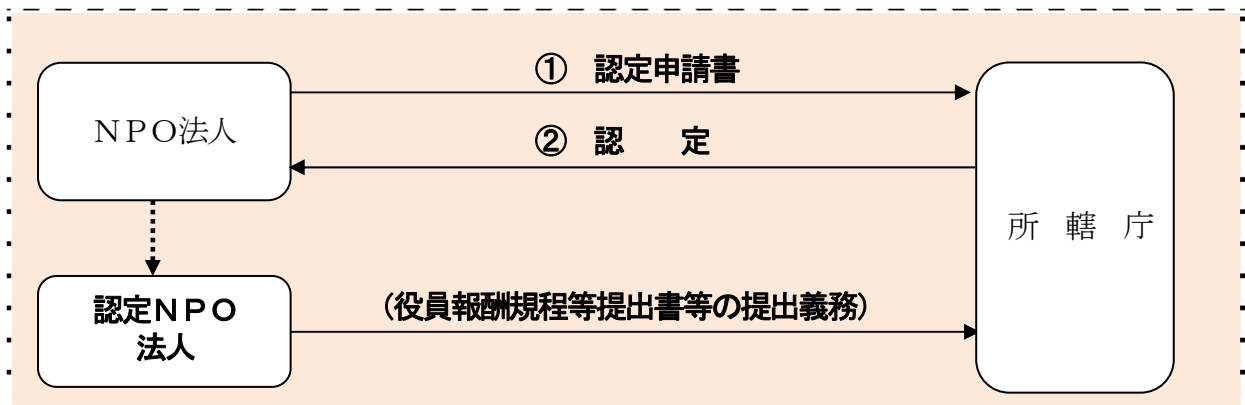 ① 認定申請書
NPO法人
② 認　　定
所　轄　庁
認定NPO
法人
(役員報酬規程等提出書等の提出義務)